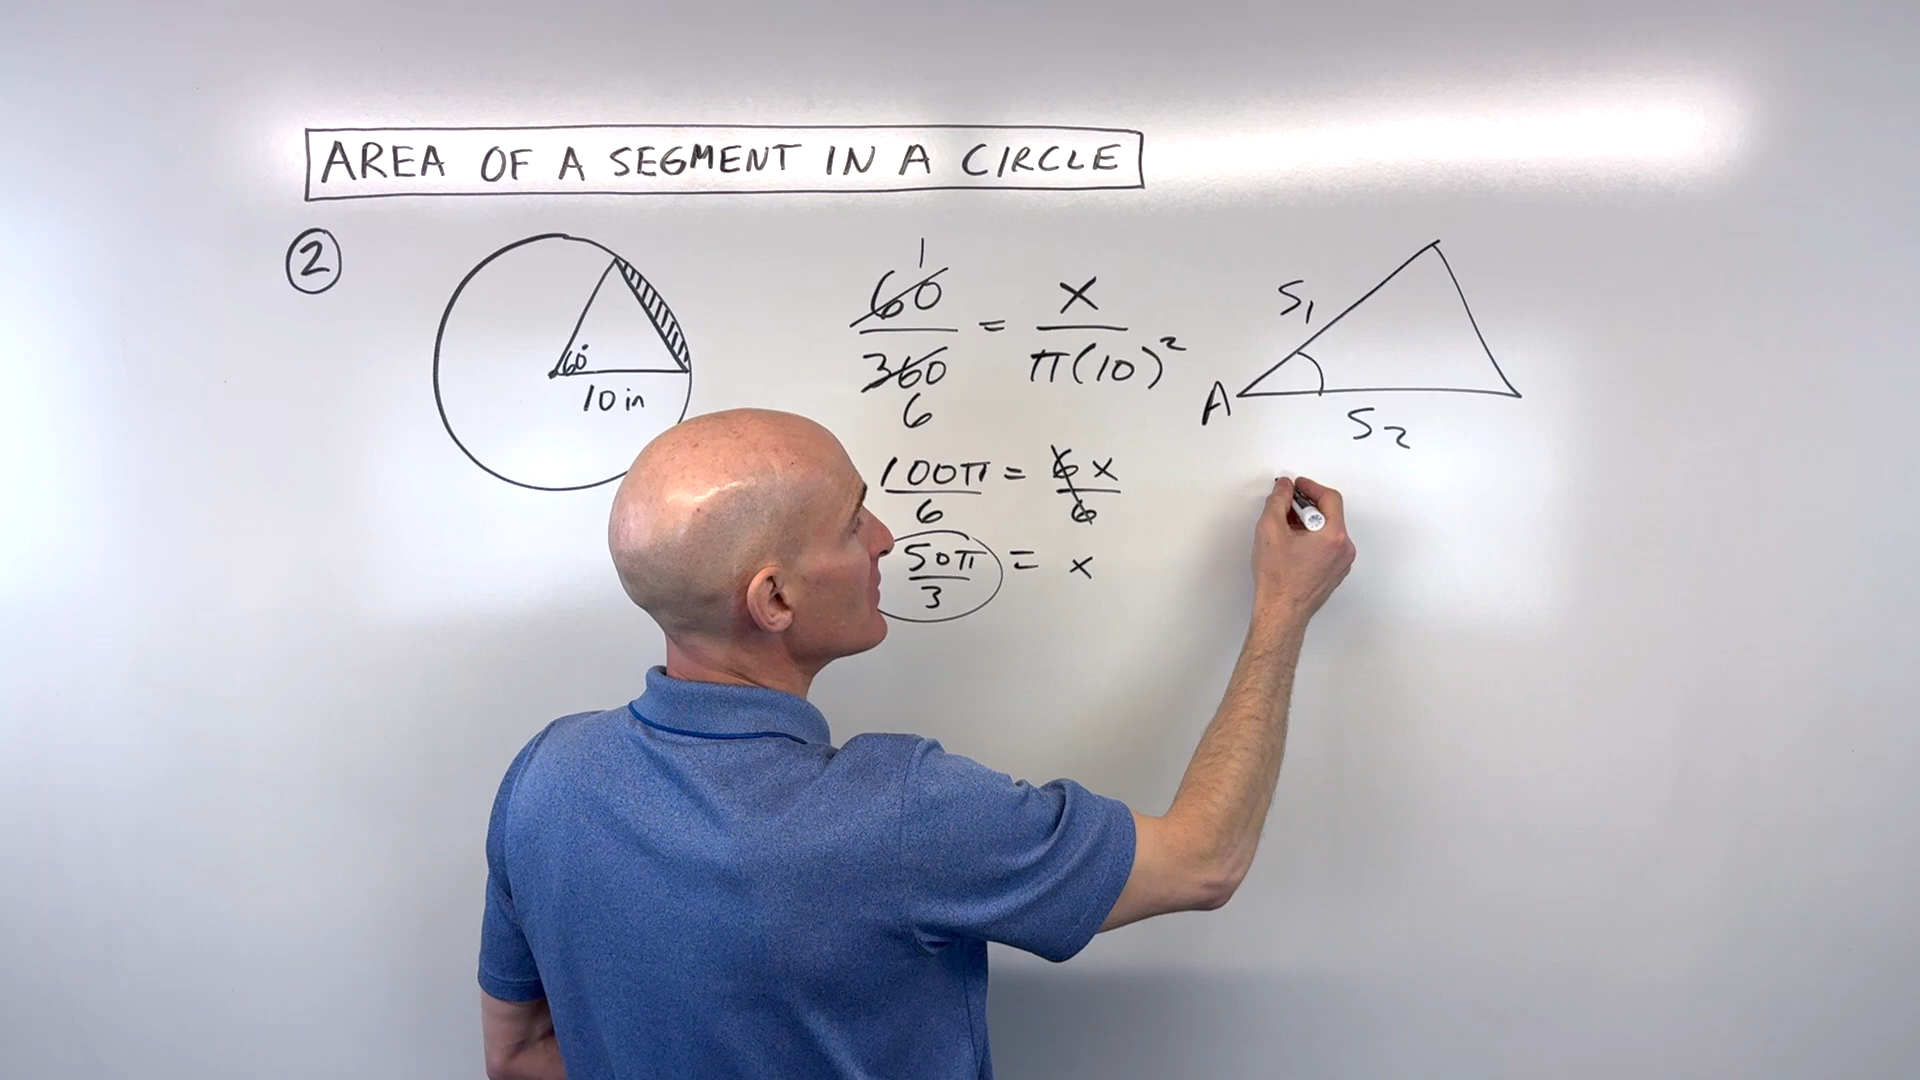 AREA OF A SEGMENT IN A CIRCLE
2
60°
10 in
1
60/360 = x/π(10)²
6
100π/6 = 6x/6
50π/3 = x
S₁
A
S₂